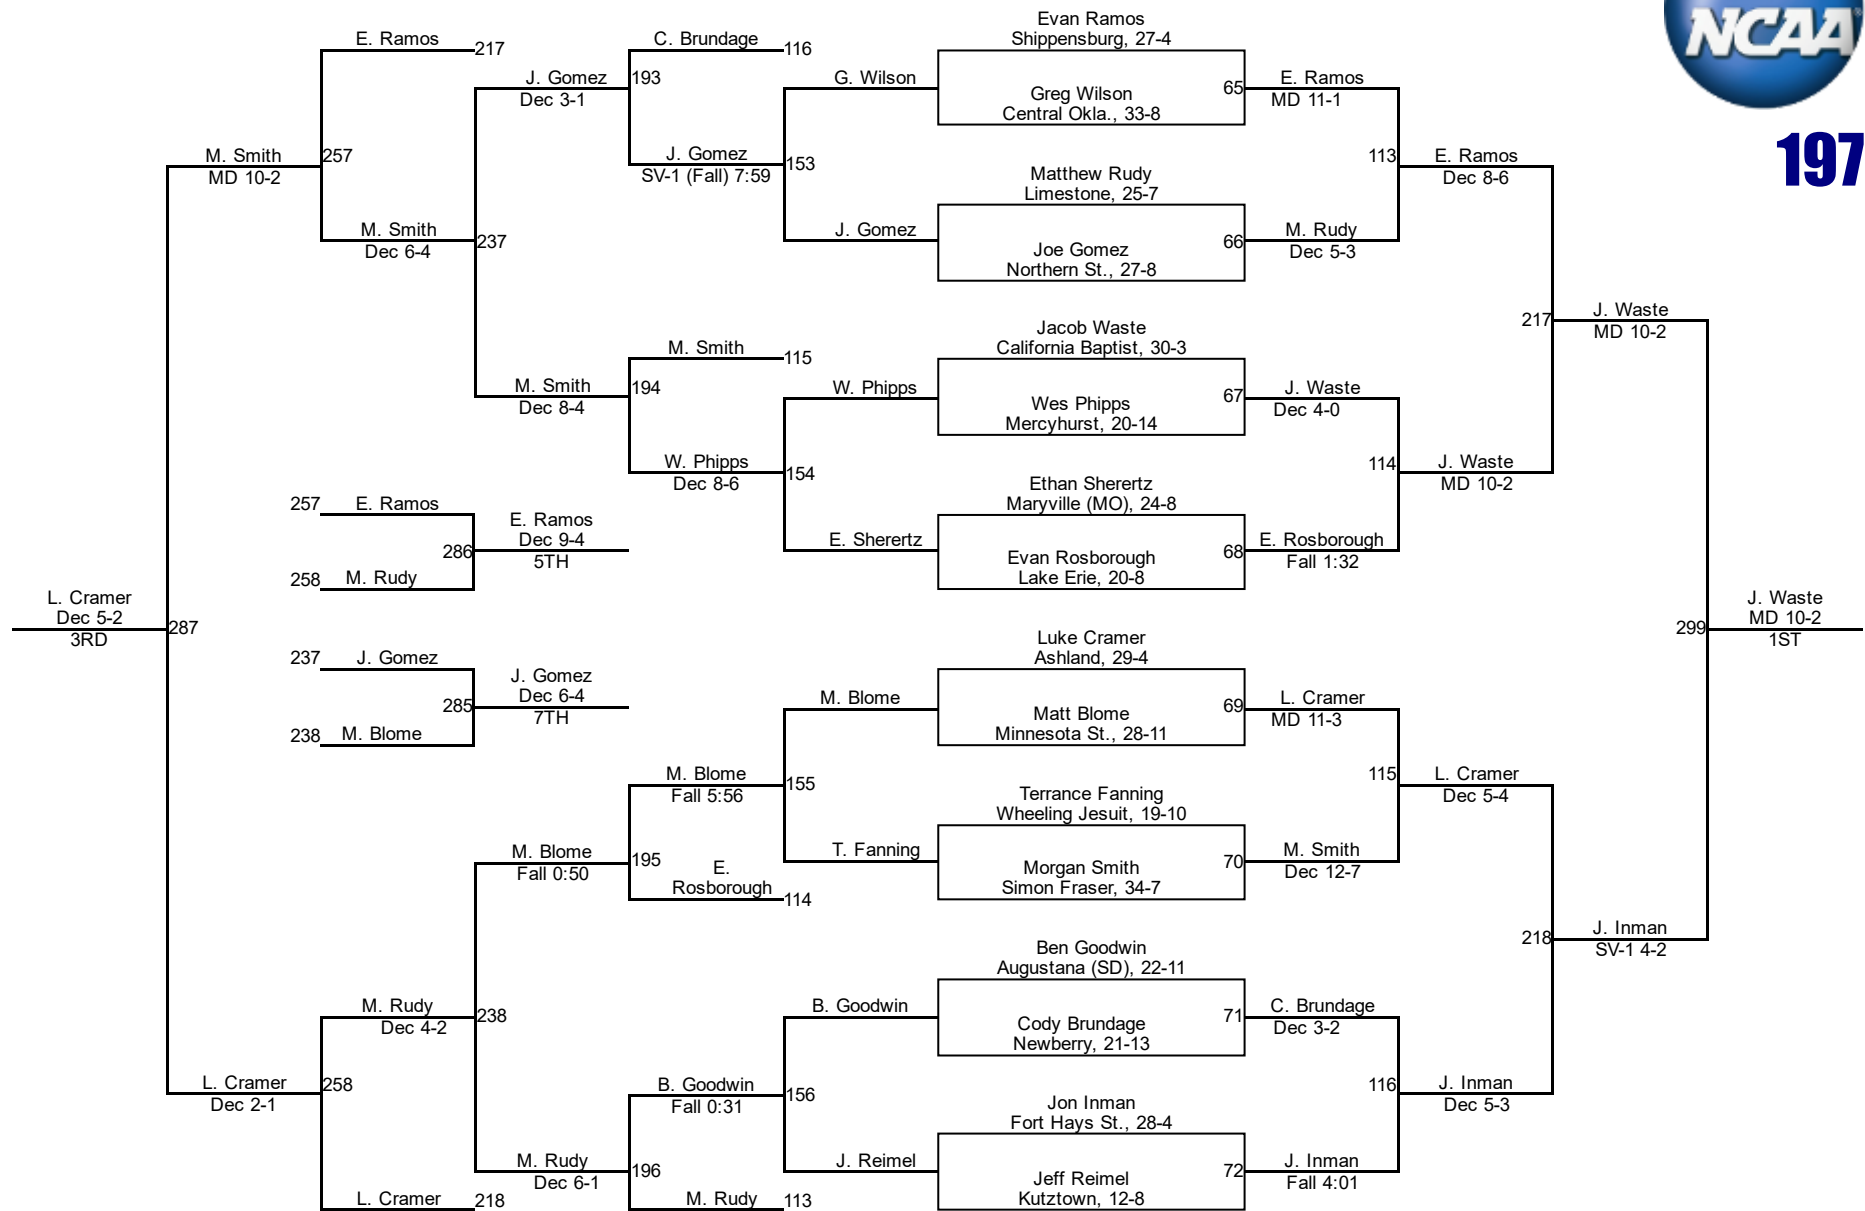 NCAA
197
Evan Ramos
Shippensburg, 27-4
Greg Wilson
Central Okla., 33-8
65
Matthew Rudy
Limestone, 25-7
Joe Gomez
Northern St., 27-8
66
Jacob Waste
California Baptist, 30-3
Wes Phipps
Mercyhurst, 20-14
67
Ethan Sherertz
Maryville (MO), 24-8
Evan Rosborough
Lake Erie, 20-8
68
Luke Cramer
Ashland, 29-4
Matt Blome
Minnesota St., 28-11
69
Terrance Fanning
Wheeling Jesuit, 19-10
Morgan Smith
Simon Fraser, 34-7
70
Ben Goodwin
Augustana (SD), 22-11
Cody Brundage
Newberry, 21-13
71
Jon Inman
Fort Hays St., 28-4
Jeff Reimel
Kutztown, 12-8
72
E. Ramos
MD 11-1
113
M. Rudy
Dec 5-3
J. Waste
Dec 4-0
114
E. Rosborough
Fall 1:32
L. Cramer
MD 11-3
115
M. Smith
Dec 12-7
C. Brundage
Dec 3-2
116
J. Inman
Fall 4:01
E. Ramos
Dec 8-6
217
J. Waste
MD 10-2
L. Cramer
Dec 5-4
218
J. Inman
Dec 5-3
J. Waste
MD 10-2
299
J. Inman
SV-1 4-2
J. Waste
MD 10-2
1ST
G. Wilson
153
J. Gomez
W. Phipps
154
E. Sherertz
M. Blome
155
T. Fanning
B. Goodwin
156
J. Reimel
C. Brundage
116
193
J. Gomez
SV-1 (Fall) 7:59
M. Smith
115
194
W. Phipps
Dec 8-6
M. Blome
Fall 5:56
195
E.
Rosborough
114
B. Goodwin
Fall 0:31
196
M. Rudy
113
J. Gomez
Dec 3-1
237
M. Smith
Dec 8-4
M. Blome
Fall 0:50
238
M. Rudy
Dec 6-1
E. Ramos
217
257
M. Smith
Dec 6-4
M. Rudy
Dec 4-2
258
L. Cramer
218
M. Smith
MD 10-2
287
L. Cramer
Dec 2-1
L. Cramer
Dec 5-2
3RD
257
E. Ramos
286
258
M. Rudy
E. Ramos
Dec 9-4
5TH
237
J. Gomez
285
238
M. Blome
J. Gomez
Dec 6-4
7TH